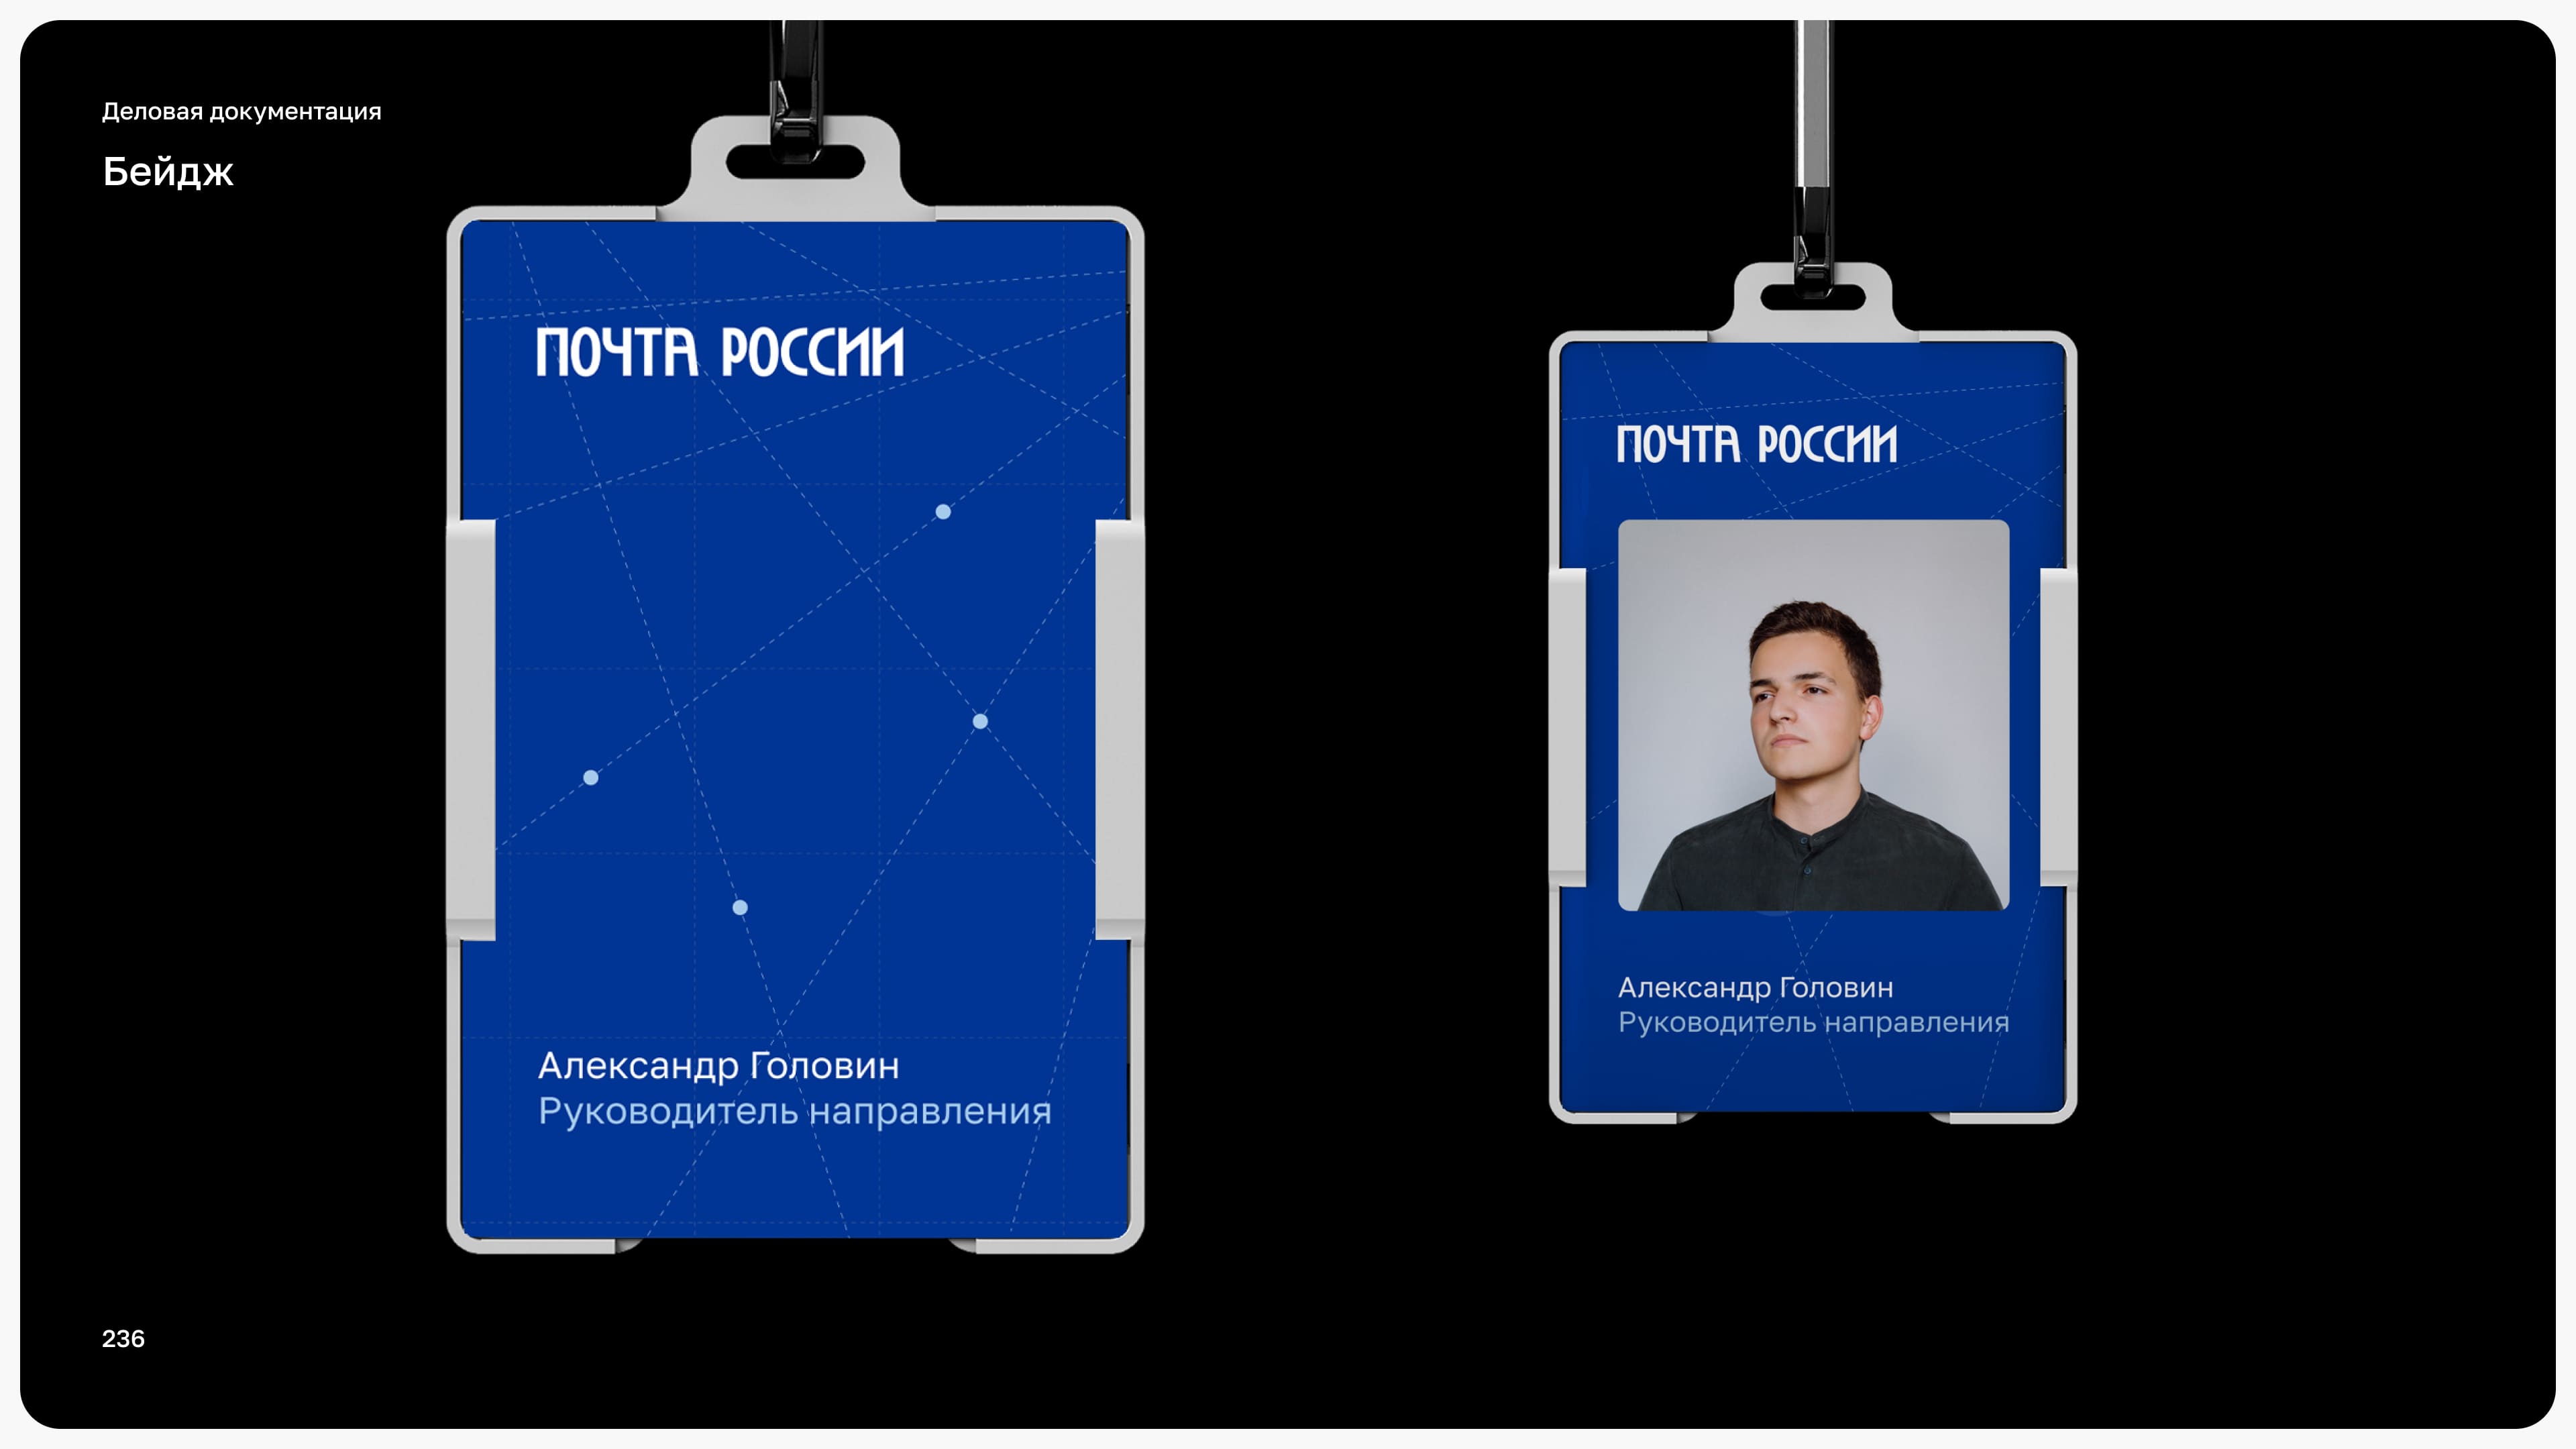 Деловая документация
Бейдж
ПОЧТА РОССИИ
Александр Головин
Руководитель направления
ПОЧТА РОССИИ
Александр Головин
Руководитель направления
236